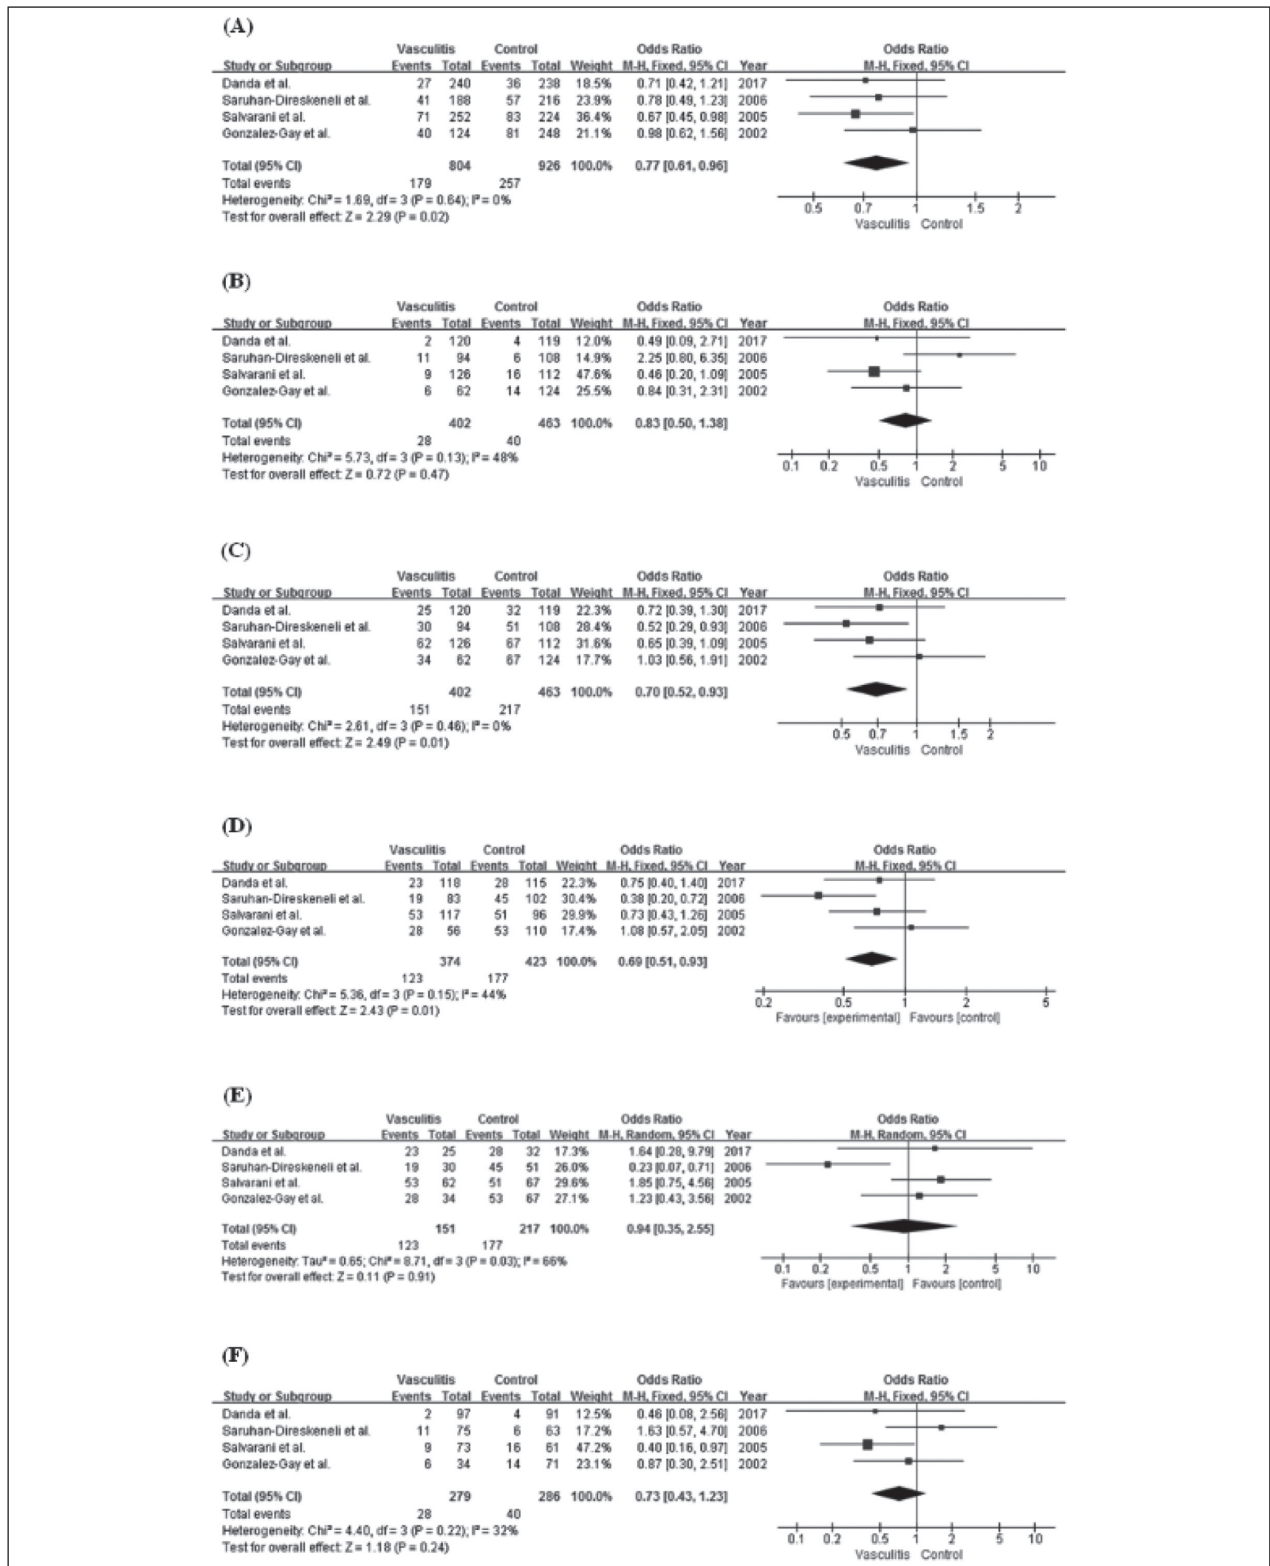 (A)
Vasculitis Control Odds Ratio Odds Ratio
Study or Subgroup Events Total Events Total Weight M-H, Fixed, 95% CI Year M-H, Fixed, 95% CI
Danda et al. 27 240 36 238 18.5% 0.71 [0.42, 1.21] 2017
Saruhan-Direskeneli et al. 41 188 57 216 23.9% 0.78 [0.49, 1.23] 2006
Salvarani et al. 71 252 83 224 36.4% 0.67 [0.45, 0.98] 2005
Gonzalez-Gay et al. 40 124 81 248 21.1% 0.98 [0.62, 1.56] 2002
Total (95% CI) 804 926 100.0% 0.77 [0.61, 0.96]
Total events 179 257
Heterogeneity: Chi² = 1.69, df = 3 (P = 0.64); I² = 0%
Test for overall effect: Z = 2.29 (P = 0.02)
0.5 0.7 1 1.5 2
Vasculitis Control
(B)
Vasculitis Control Odds Ratio Odds Ratio
Study or Subgroup Events Total Events Total Weight M-H, Fixed, 95% CI Year M-H, Fixed, 95% CI
Danda et al. 2 120 4 119 12.0% 0.49 [0.09, 2.71] 2017
Saruhan-Direskeneli et al. 11 94 6 108 14.9% 2.25 [0.80, 6.35] 2006
Salvarani et al. 9 126 16 112 47.6% 0.46 [0.20, 1.09] 2005
Gonzalez-Gay et al. 6 62 14 124 25.5% 0.84 [0.31, 2.31] 2002
Total (95% CI) 402 463 100.0% 0.83 [0.50, 1.38]
Total events 28 40
Heterogeneity: Chi² = 5.73, df = 3 (P = 0.13); I² = 48%
Test for overall effect: Z = 0.72 (P = 0.47)
0.1 0.2 0.5 1 2 5 10
Vasculitis Control
(C)
Vasculitis Control Odds Ratio Odds Ratio
Study or Subgroup Events Total Events Total Weight M-H, Fixed, 95% CI Year M-H, Fixed, 95% CI
Danda et al. 25 120 32 119 22.3% 0.72 [0.39, 1.30] 2017
Saruhan-Direskeneli et al. 30 94 51 108 28.4% 0.52 [0.29, 0.93] 2006
Salvarani et al. 62 126 67 112 31.6% 0.65 [0.39, 1.09] 2005
Gonzalez-Gay et al. 34 62 67 124 17.7% 1.03 [0.56, 1.91] 2002
Total (95% CI) 402 463 100.0% 0.70 [0.52, 0.93]
Total events 151 217
Heterogeneity: Chi² = 2.61, df = 3 (P = 0.46); I² = 0%
Test for overall effect: Z = 2.49 (P = 0.01)
0.5 0.7 1 1.5 2
Vasculitis Control
(D)
Vasculitis Control Odds Ratio Odds Ratio
Study or Subgroup Events Total Events Total Weight M-H, Fixed, 95% CI Year M-H, Fixed, 95% CI
Danda et al. 23 118 28 115 22.3% 0.75 [0.40, 1.40] 2017
Saruhan-Direskeneli et al. 19 83 45 102 30.4% 0.38 [0.20, 0.72] 2006
Salvarani et al. 53 117 51 96 29.9% 0.73 [0.43, 1.26] 2005
Gonzalez-Gay et al. 28 56 53 110 17.4% 1.08 [0.57, 2.05] 2002
Total (95% CI) 374 423 100.0% 0.69 [0.51, 0.93]
Total events 123 177
Heterogeneity: Chi² = 5.36, df = 3 (P = 0.15); I² = 44%
Test for overall effect: Z = 2.43 (P = 0.01)
0.2 0.5 1 2 5
Favours [experimental] Favours [control]
(E)
Vasculitis Control Odds Ratio Odds Ratio
Study or Subgroup Events Total Events Total Weight M-H, Random, 95% CI Year M-H, Random, 95% CI
Danda et al. 23 25 28 32 17.3% 1.64 [0.28, 9.79] 2017
Saruhan-Direskeneli et al. 19 30 45 51 26.0% 0.23 [0.07, 0.71] 2006
Salvarani et al. 53 62 51 67 29.6% 1.85 [0.75, 4.56] 2005
Gonzalez-Gay et al. 28 34 53 67 27.1% 1.23 [0.43, 3.56] 2002
Total (95% CI) 151 217 100.0% 0.94 [0.35, 2.55]
Total events 123 177
Heterogeneity: Tau² = 0.65; Chi² = 8.71, df = 3 (P = 0.03); I² = 66%
Test for overall effect: Z = 0.11 (P = 0.91)
0.1 0.2 0.5 1 2 5 10
Favours [experimental] Favours [control]
(F)
Vasculitis Control Odds Ratio Odds Ratio
Study or Subgroup Events Total Events Total Weight M-H, Fixed, 95% CI Year M-H, Fixed, 95% CI
Danda et al. 2 97 4 91 12.5% 0.46 [0.08, 2.56] 2017
Saruhan-Direskeneli et al. 11 75 6 63 17.2% 1.63 [0.57, 4.70] 2006
Salvarani et al. 9 73 16 61 47.2% 0.40 [0.16, 0.97] 2005
Gonzalez-Gay et al. 6 34 14 71 23.1% 0.87 [0.30, 2.51] 2002
Total (95% CI) 279 286 100.0% 0.73 [0.43, 1.23]
Total events 28 40
Heterogeneity: Chi² = 4.40, df = 3 (P = 0.22); I² = 32%
Test for overall effect: Z = 1.18 (P = 0.24)
0.1 0.2 0.5 1 2 5 10
Vasculitis Control